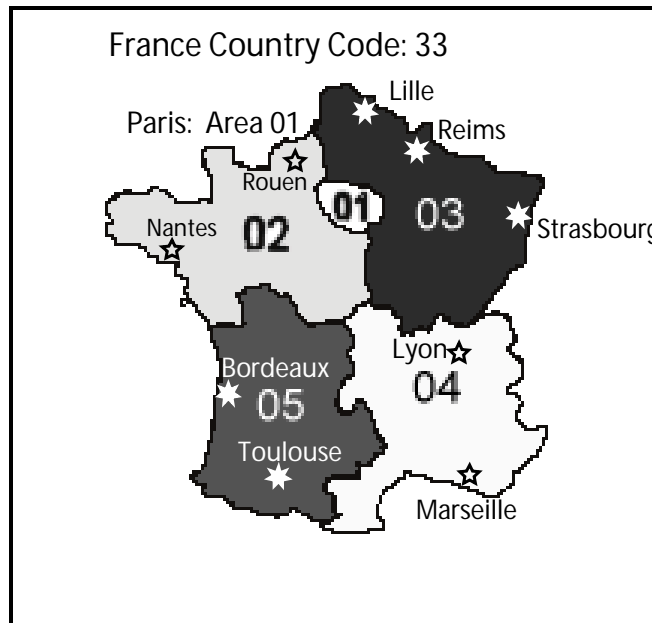 France Country Code: 33
Lille
Paris: Area 01
Reims
Rouen
01
03
Nantes
02
Strasbourg
Lyon
Bordeaux
04
05
Toulouse
Marseille